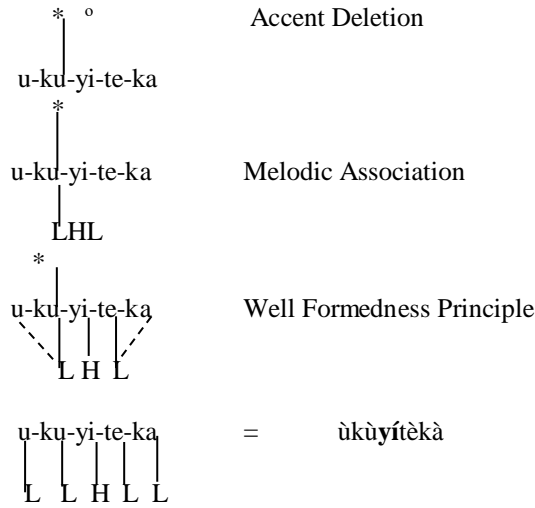 * º Accent Deletion
u-ku-yi-te-ka
*
u-ku-yi-te-ka Melodic Association
LHL
*
u-ku-yi-te-ka Well Formedness Principle
L H L
u-ku-yi-te-ka = ùkùyítèkà
L L H L L